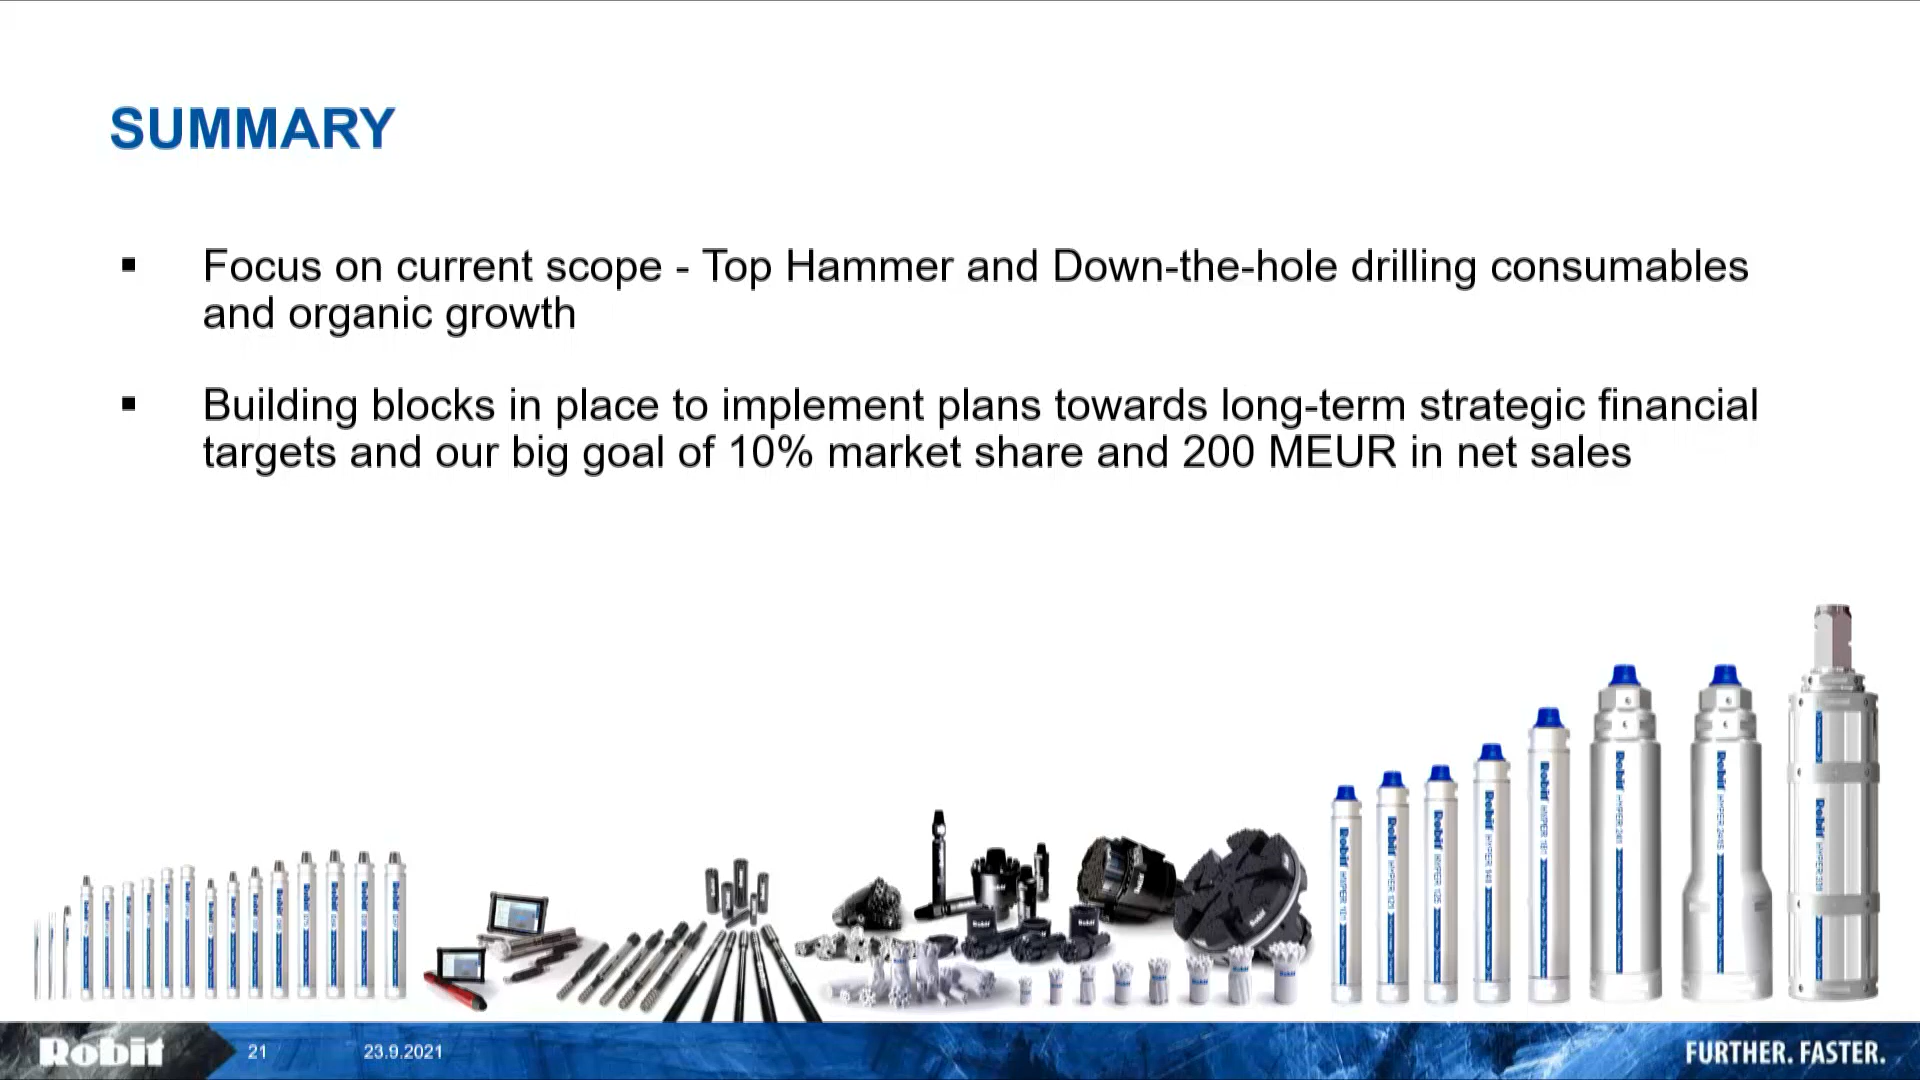 SUMMARY
▪ Focus on current scope - Top Hammer and Down-the-hole drilling consumables
and organic growth
▪ Building blocks in place to implement plans towards long-term strategic financial
targets and our big goal of 10% market share and 200 MEUR in net sales
Robit
21
23.9.2021
FURTHER. FASTER.